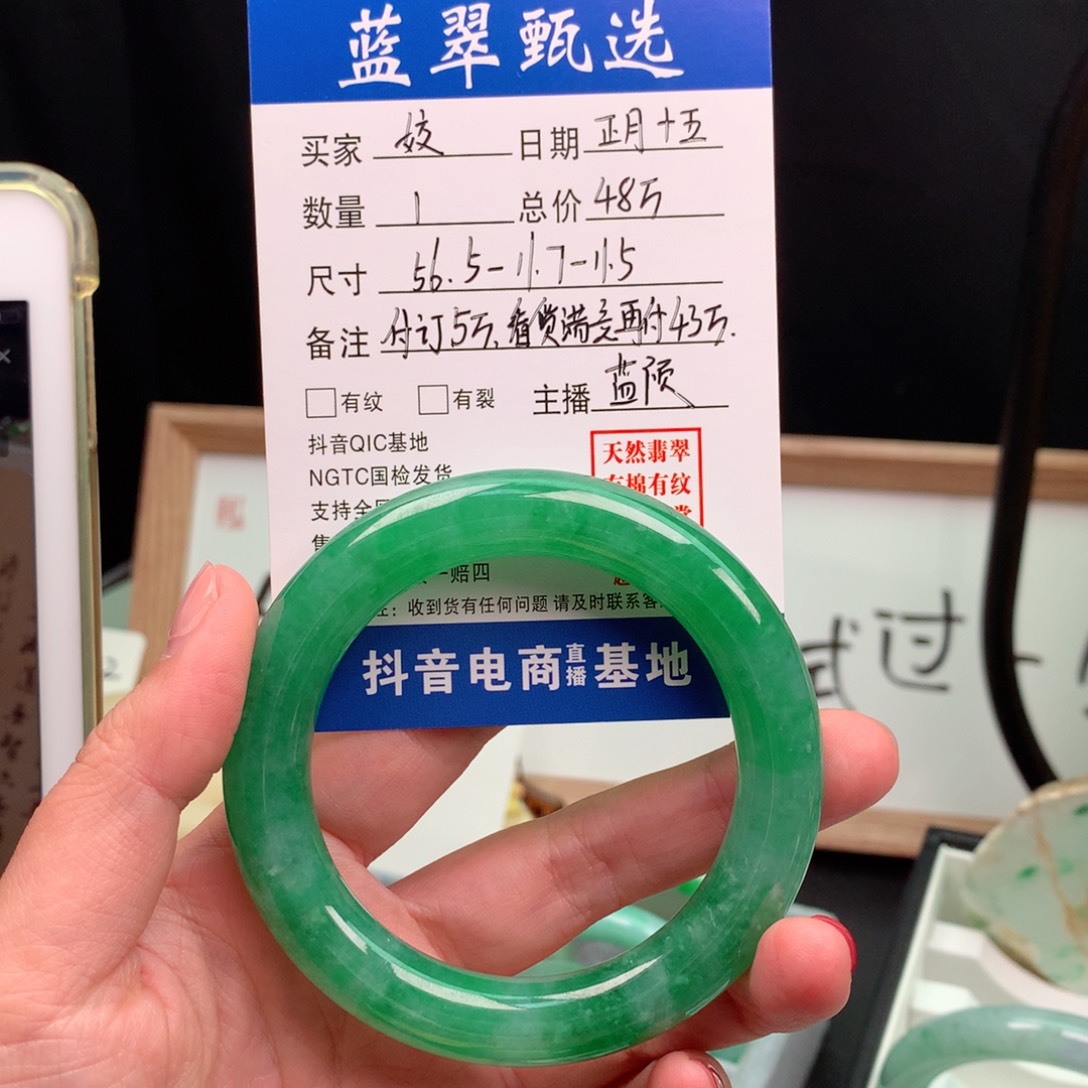 蓝翠甄选
买家 姣 日期 正月十五
数量 1 总价 48万
尺寸 56.5-11.7-11.5
备注 付订5万,看货满意再付43万.
有纹 有裂 主播 蓝
抖音QIC基地
NGTC国检发货
支持全
售
一赔四
天然翡翠
有棉有纹
注：收到货有任何问题 请及时联系客
抖音电商直播基地
过